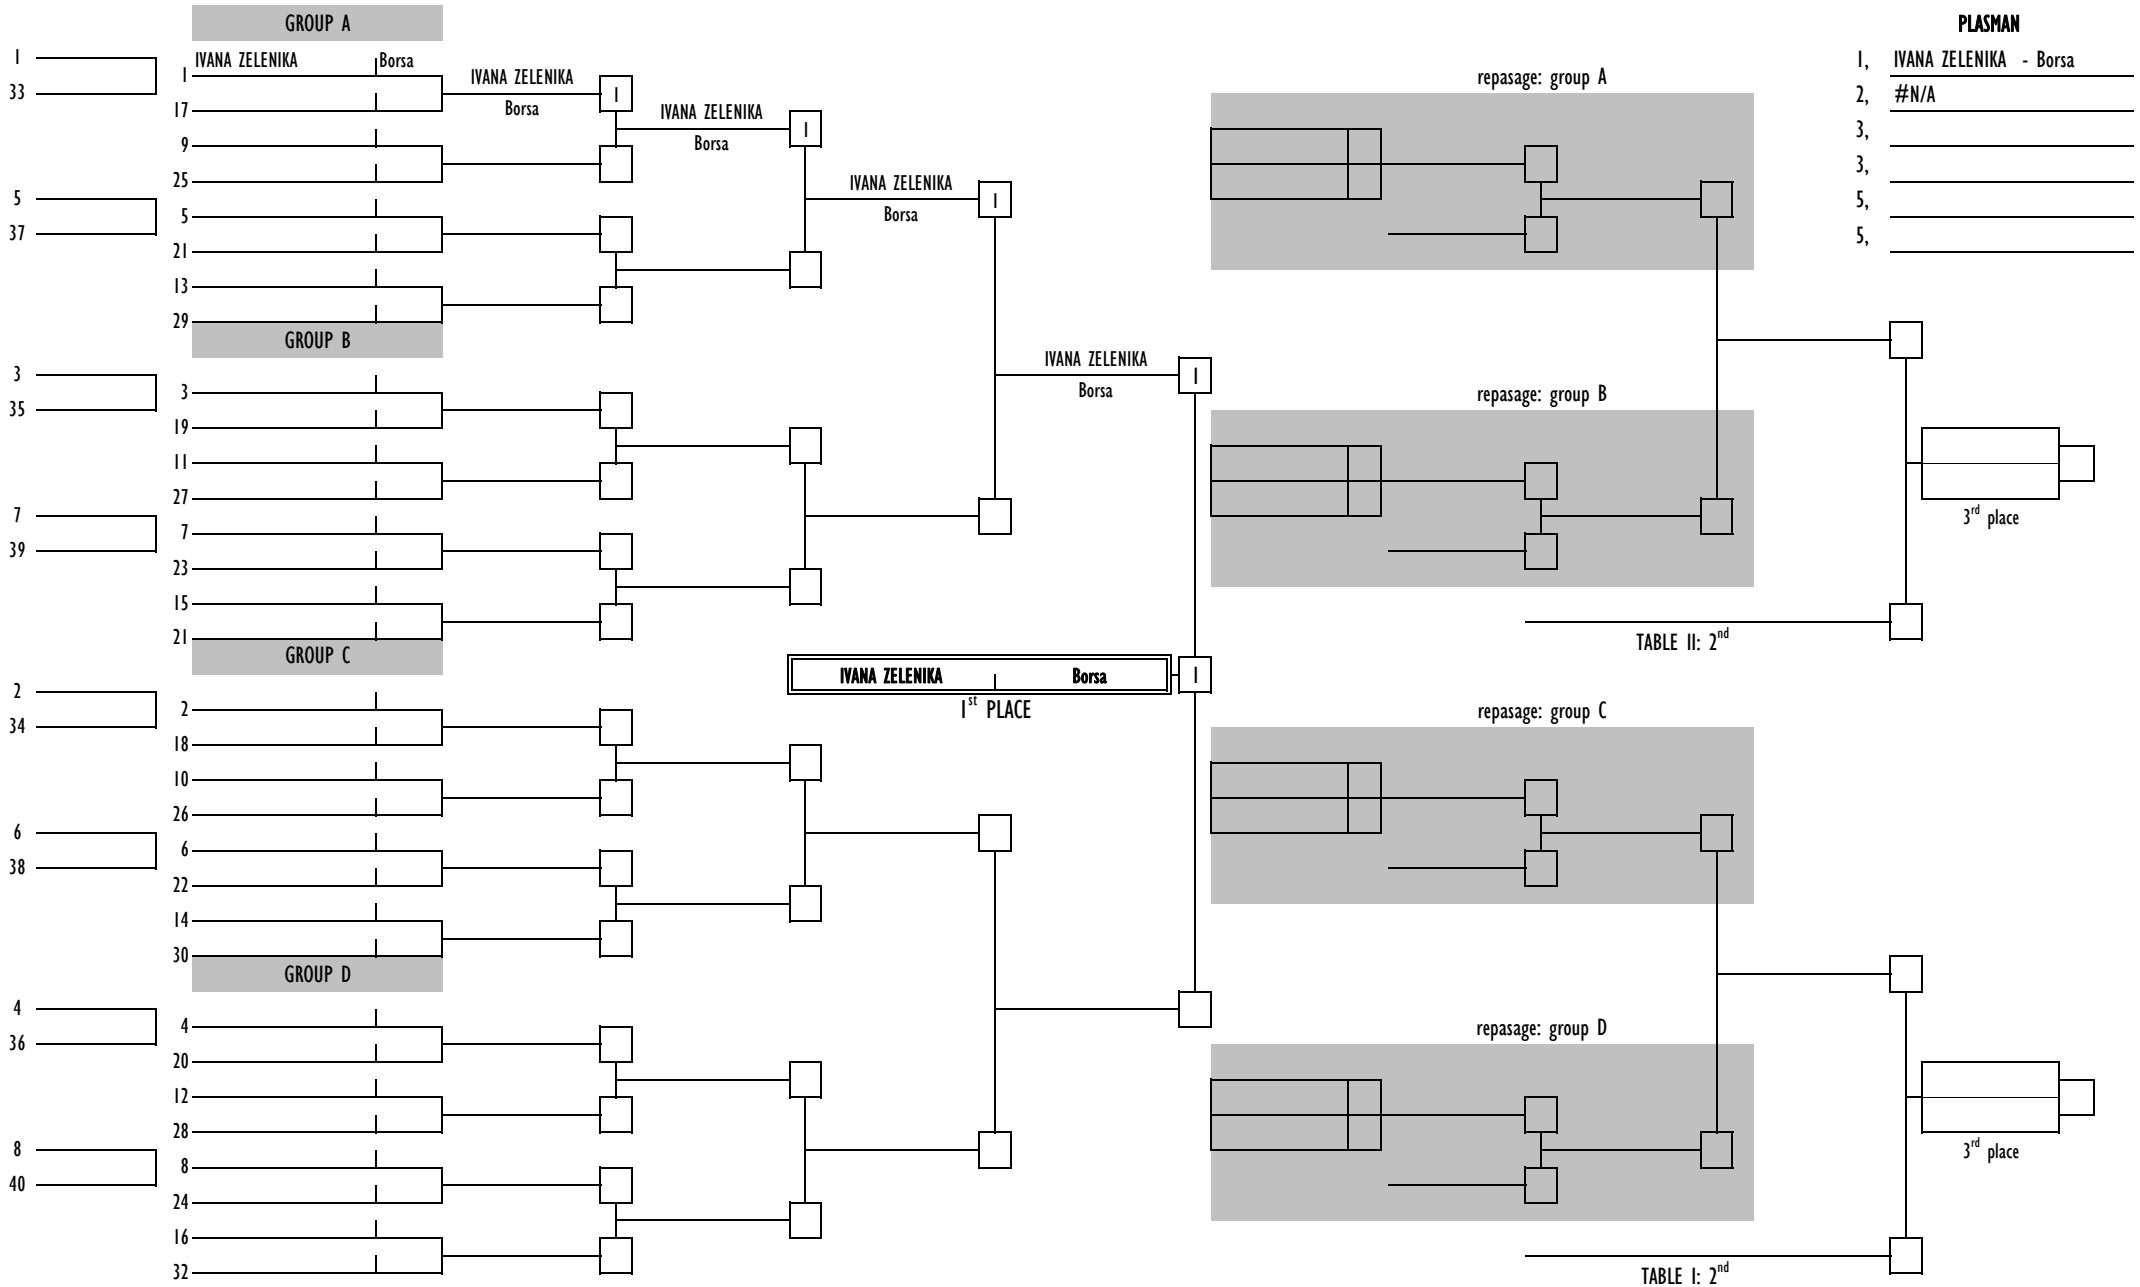 GROUP A
1
33
IVANA ZELENIKA Borsa
1
17
9
25
5
37
5
21
13
29
GROUP B
3
35
3
19
11
27
7
39
7
23
15
21
GROUP C
2
34
2
18
10
26
6
38
6
22
14
30
GROUP D
4
36
4
20
12
28
8
40
8
24
16
32
IVANA ZELENIKA
Borsa
1
IVANA ZELENIKA
Borsa
1
IVANA ZELENIKA
Borsa
1
IVANA ZELENIKA
Borsa
1
IVANA ZELENIKA Borsa
1
1st PLACE
repasage: group A
repasage: group B
TABLE II: 2nd
repasage: group C
repasage: group D
TABLE I: 2nd
3rd place
3rd place
PLASMAN
1, IVANA ZELENIKA - Borsa
2, #N/A
3,
3,
5,
5,